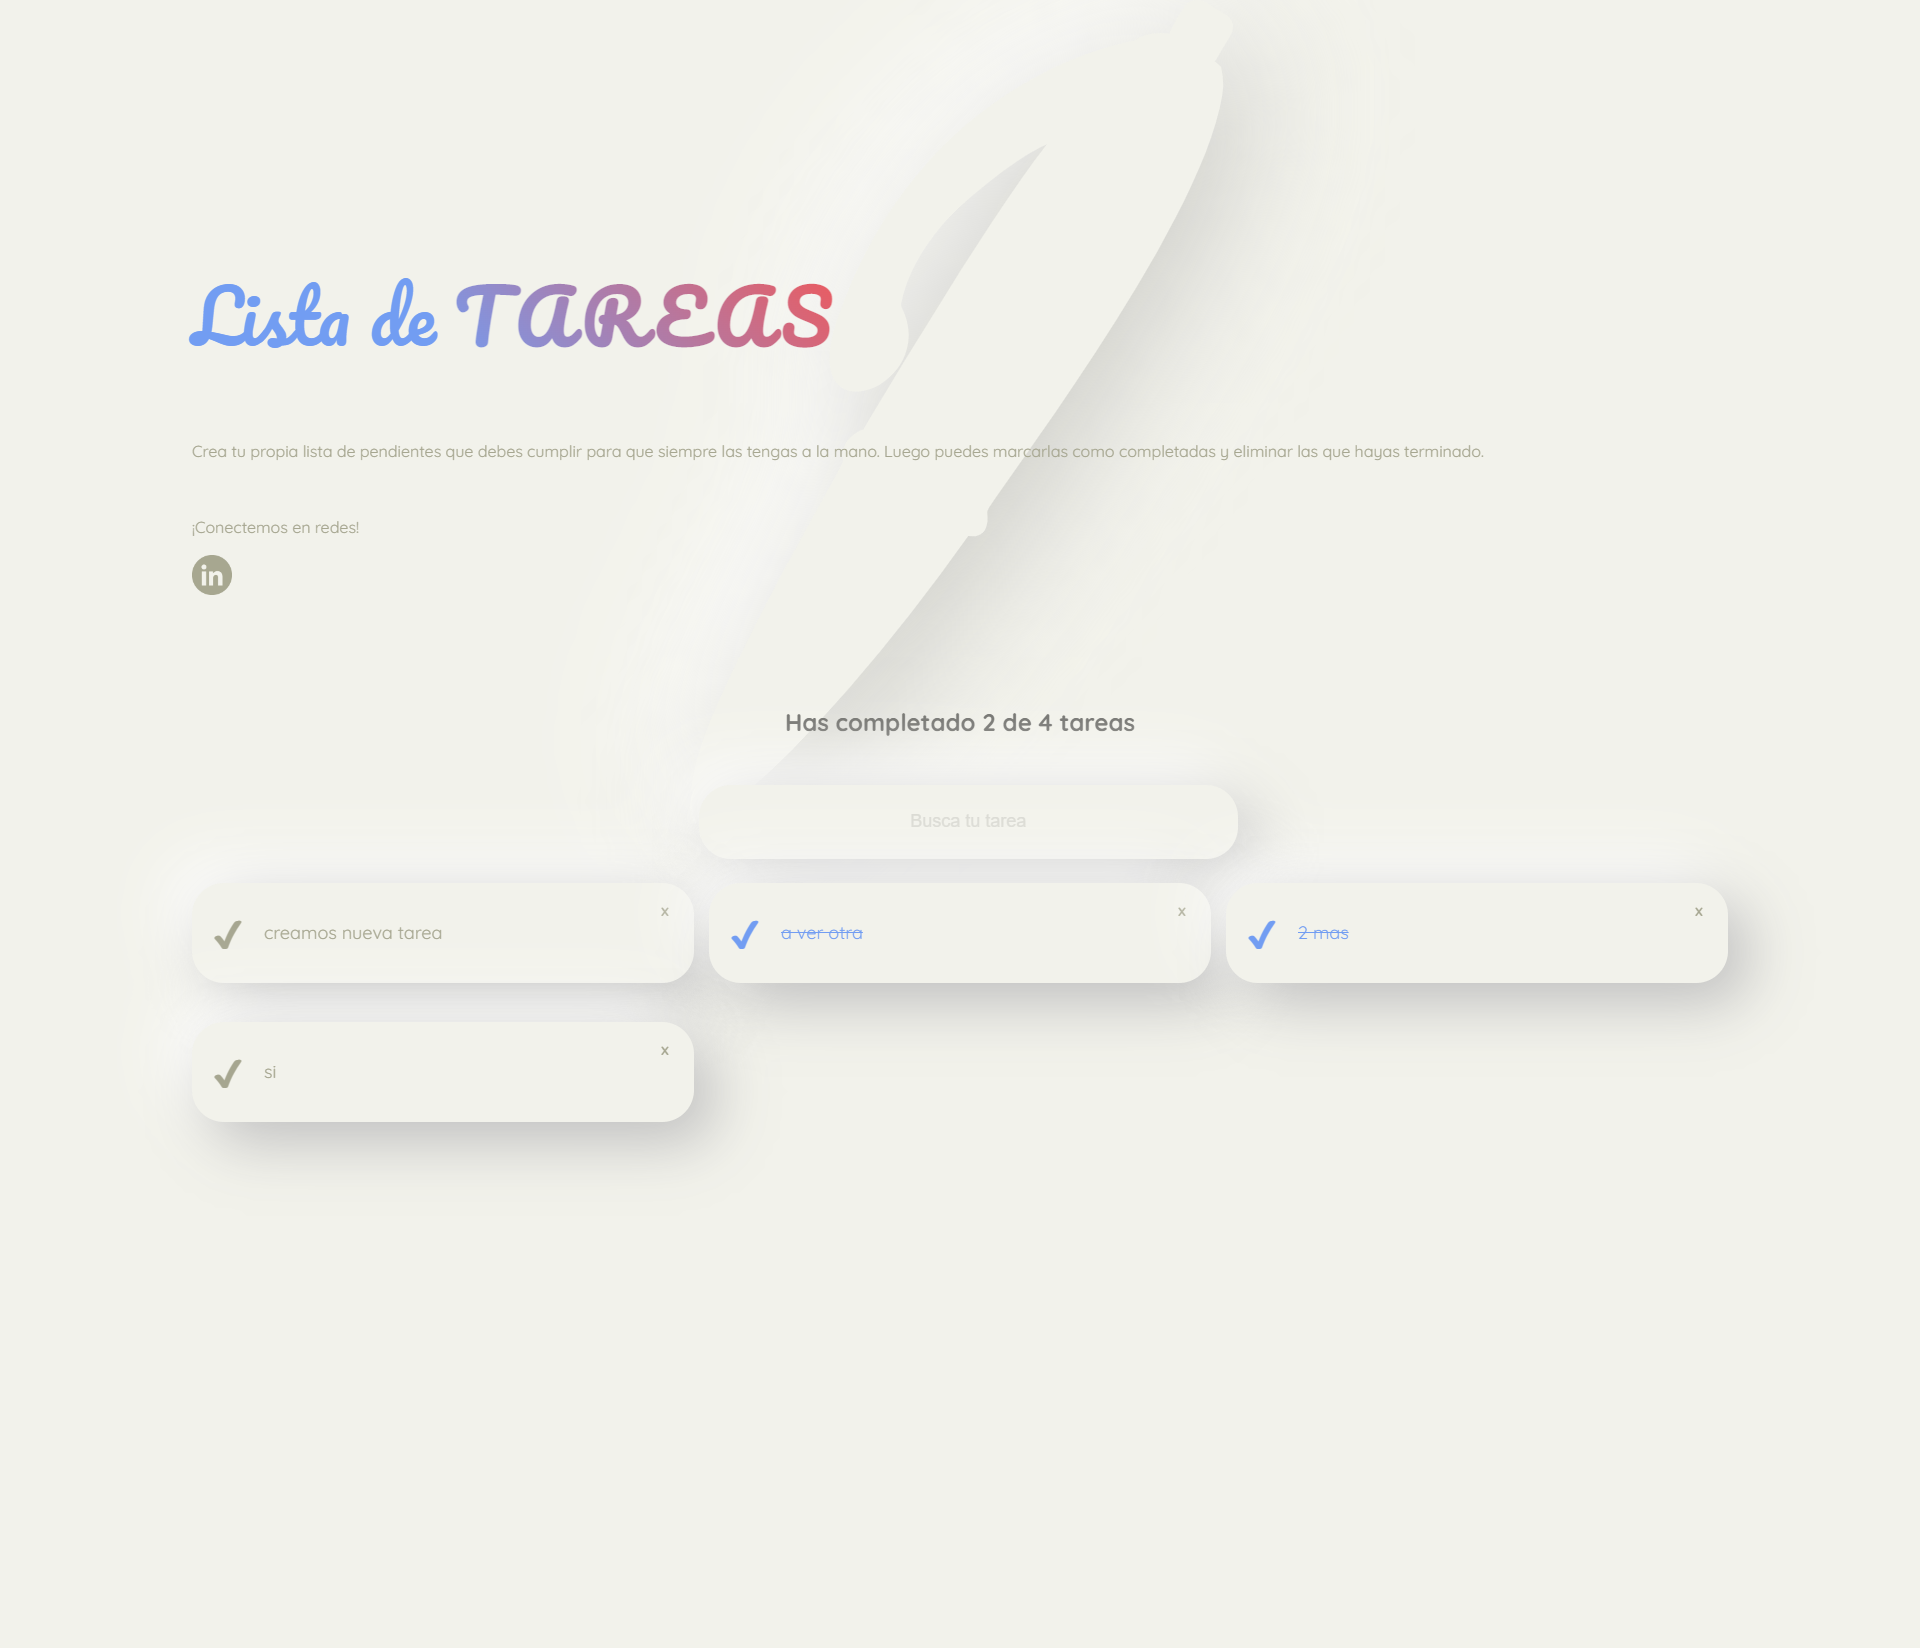 Lista de TAREAS
Crea tu propia lista de pendientes que debes cumplir para que siempre las tengas a la mano. Luego puedes marcarlas como completadas y eliminar las que hayas terminado.
¡Conectemos en redes!
in
Has completado 2 de 4 tareas
Busca tu tarea
creamos nueva tarea
x
a ver otra
x
2 mas
x
si
x